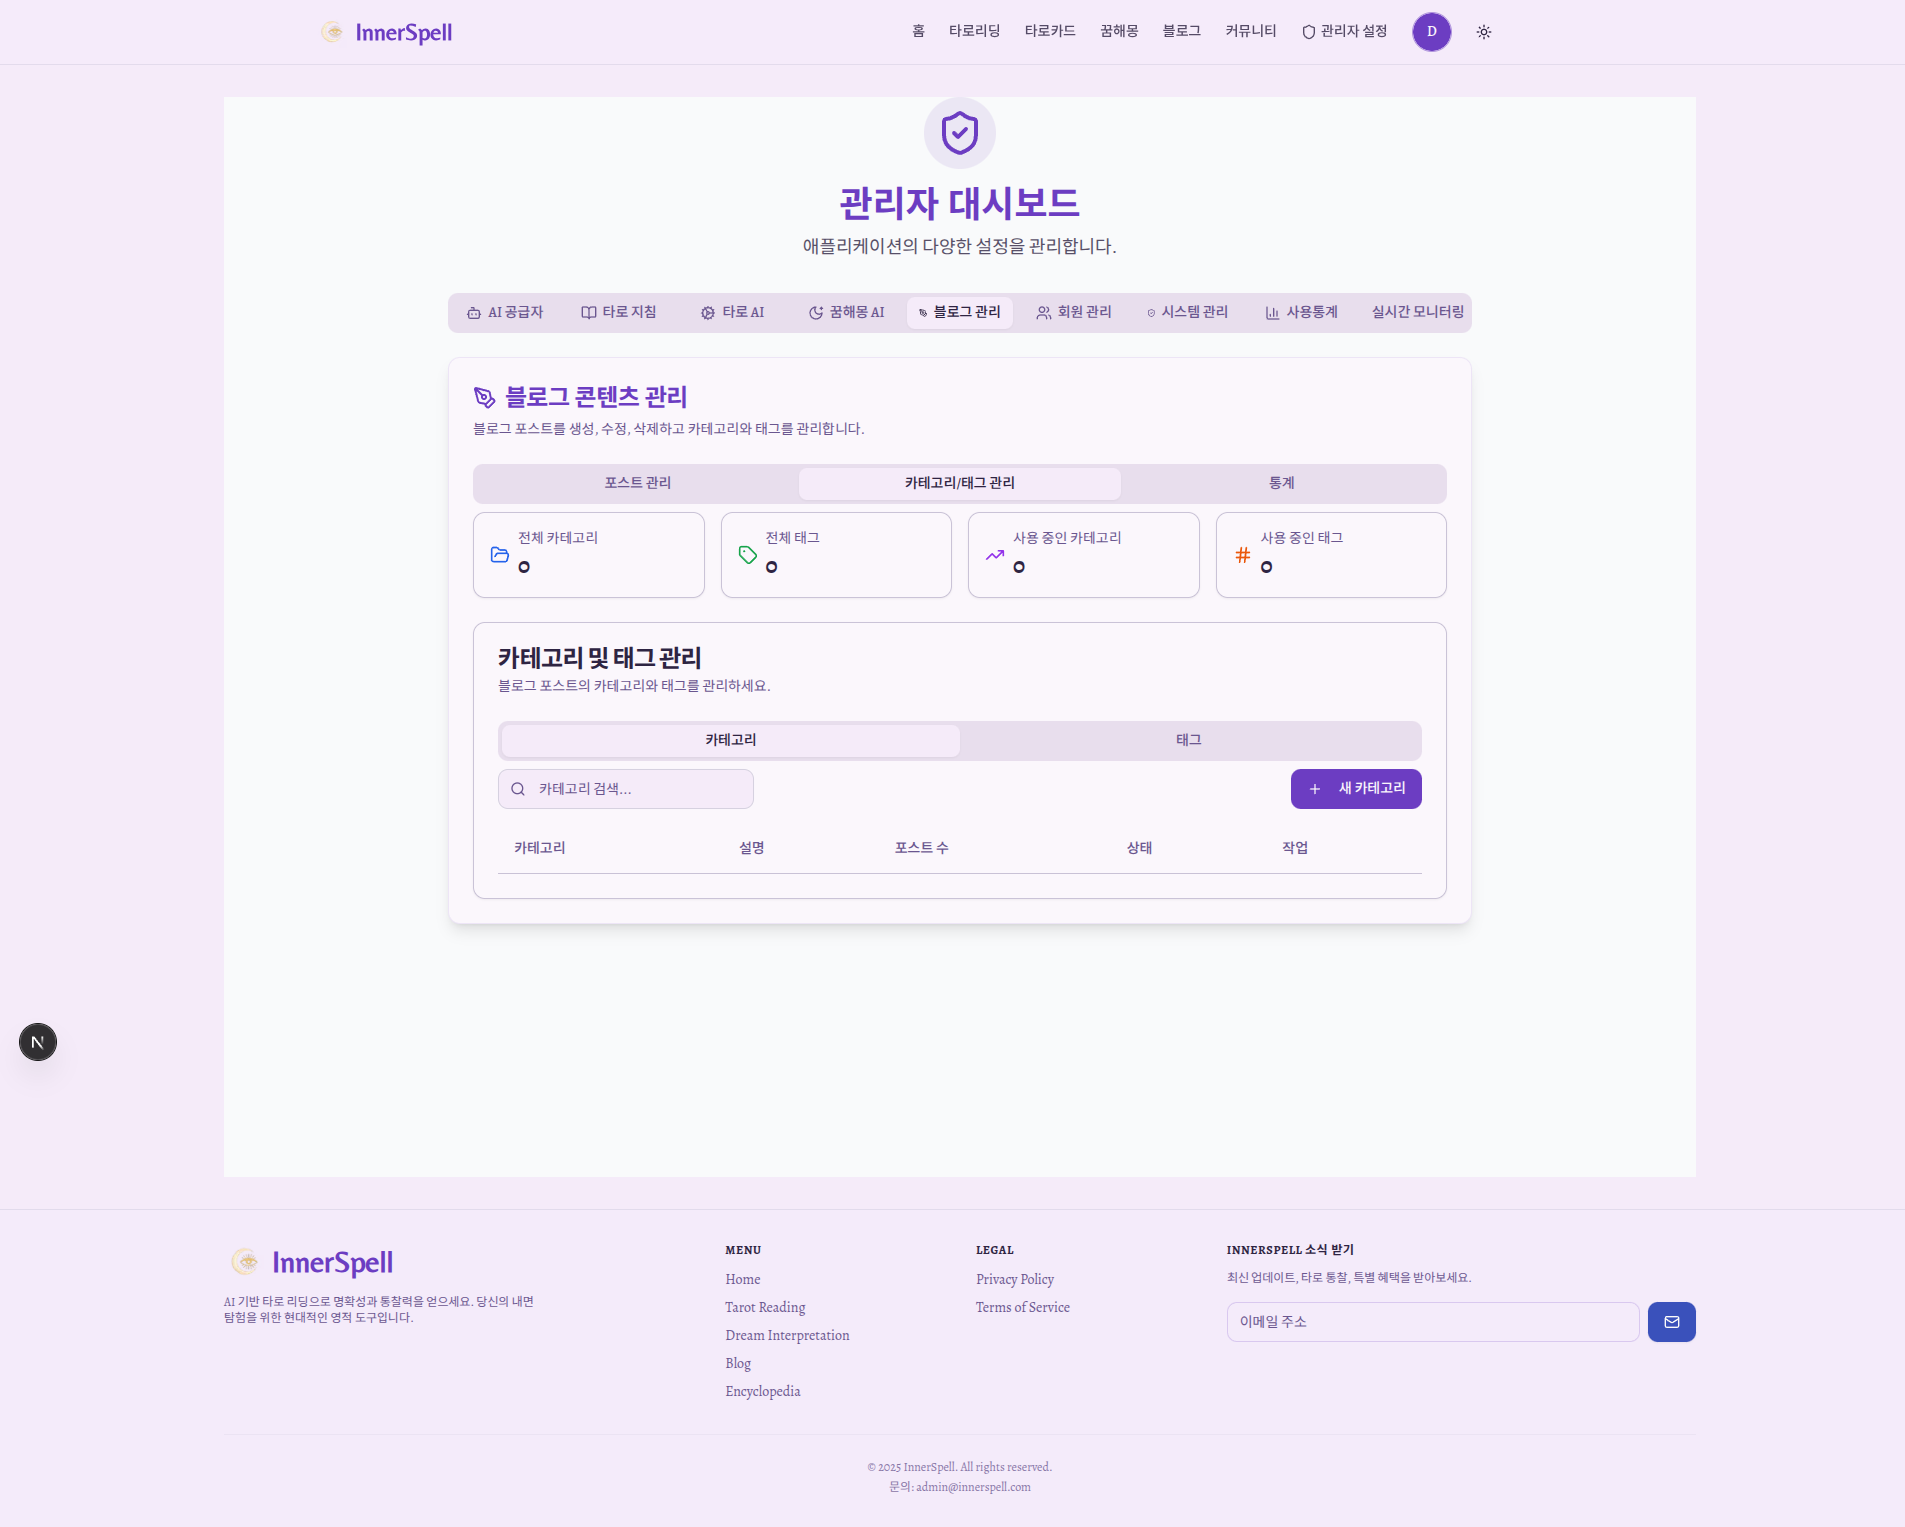 InnerSpell
홈 타로리딩 타로카드 꿈해몽 블로그 커뮤니티 관리자 설정 D
관리자 대시보드
애플리케이션의 다양한 설정을 관리합니다.
AI 공급자 타로 지침 타로 AI 꿈해몽 AI 블로그 관리 회원 관리 시스템 관리 사용통계 실시간 모니터링
블로그 콘텐츠 관리
블로그 포스트를 생성, 수정, 삭제하고 카테고리와 태그를 관리합니다.
포스트 관리 카테고리/태그 관리 통계
전체 카테고리 전체 태그 사용 중인 카테고리 사용 중인 태그
0 0 0 0
카테고리 및 태그 관리
블로그 포스트의 카테고리와 태그를 관리하세요.
카테고리 태그
카테고리 검색... 새 카테고리
카테고리 설명 포스트 수 상태 작업
N
InnerSpell
AI 기반 타로 리딩으로 명확성과 통찰력을 얻으세요. 당신의 내면
탐험을 위한 현대적인 영적 도구입니다.
MENU
Home
Tarot Reading
Dream Interpretation
Blog
Encyclopedia
LEGAL
Privacy Policy
Terms of Service
INNERSPELL 소식 받기
최신 업데이트, 타로 통찰, 특별 혜택을 받아보세요.
이메일 주소
© 2025 InnerSpell. All rights reserved.
문의: admin@innerspell.com